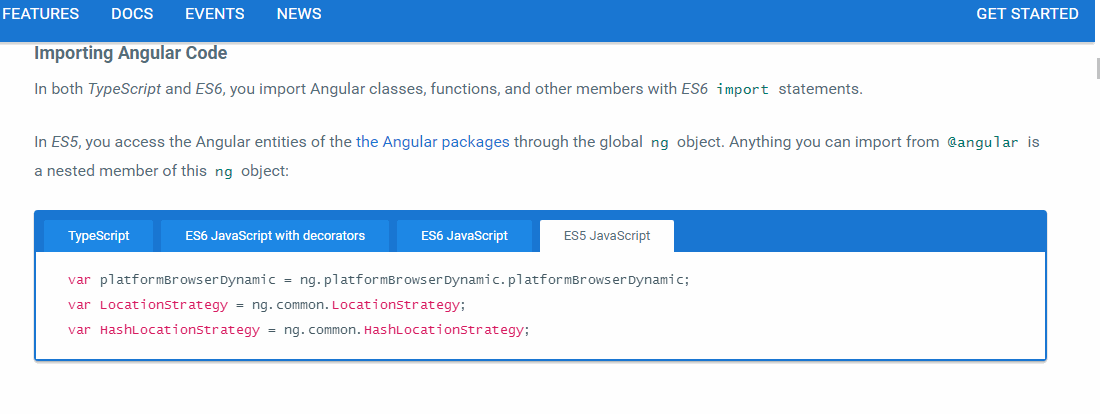 FEATURES DOCS EVENTS NEWS GET STARTED
Importing Angular Code
In both TypeScript and ES6, you import Angular classes, functions, and other members with ES6 import statements.
In ES5, you access the Angular entities of the the Angular packages through the global ng object. Anything you can import from @angular is
a nested member of this ng object:
TypeScript ES6 JavaScript with decorators ES6 JavaScript ES5 JavaScript
var platformBrowserDynamic = ng.platformBrowserDynamic.platformBrowserDynamic;
var LocationStrategy = ng.common.LocationStrategy;
var HashLocationStrategy = ng.common.HashLocationStrategy;